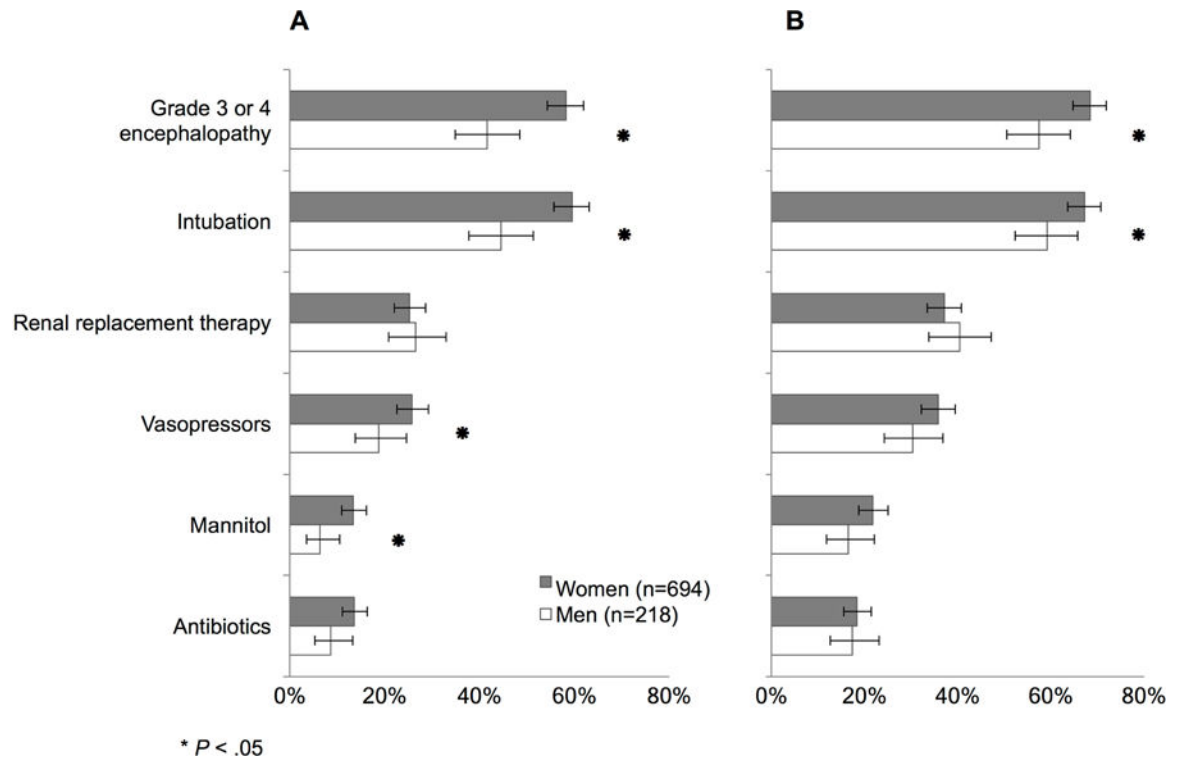 A
B
Grade 3 or 4
encephalopathy
*
*
Intubation
*
*
Renal replacement therapy
Vasopressors
*
Mannitol
*
Women (n=694)
Men (n=218)
Antibiotics
0% 20% 40% 60% 80%
0% 20% 40% 60% 80%
* P < .05